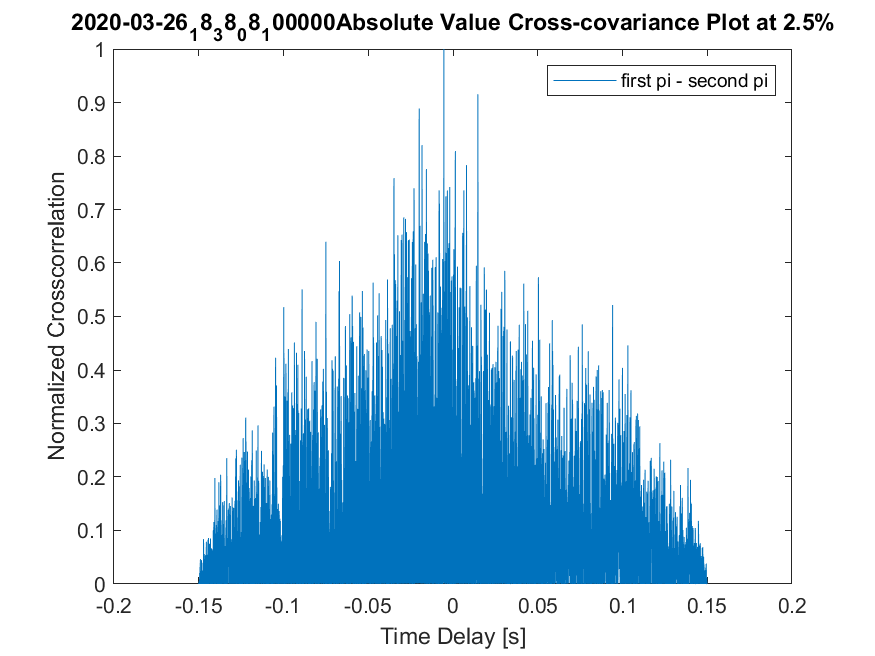 2020-03-26₁8₃8₀8₁00000Absolute Value Cross-covariance Plot at 2.5%
first pi - second pi
Normalized Crosscorrelation
1
0.9
0.8
0.7
0.6
0.5
0.4
0.3
0.2
0.1
0
-0.2 -0.15 -0.1 -0.05 0 0.05 0.1 0.15 0.2
Time Delay [s]